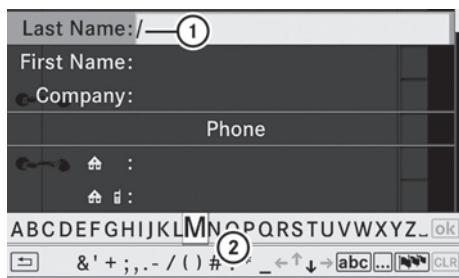 Last Name:/ 1
First Name:
Company:
Phone
:
:
ABCDEFGHIJKLMNOPQRSTUVWXYZ_ ok
2
&'+;,.-/()#:*_←↑↓→ abc ... CLR